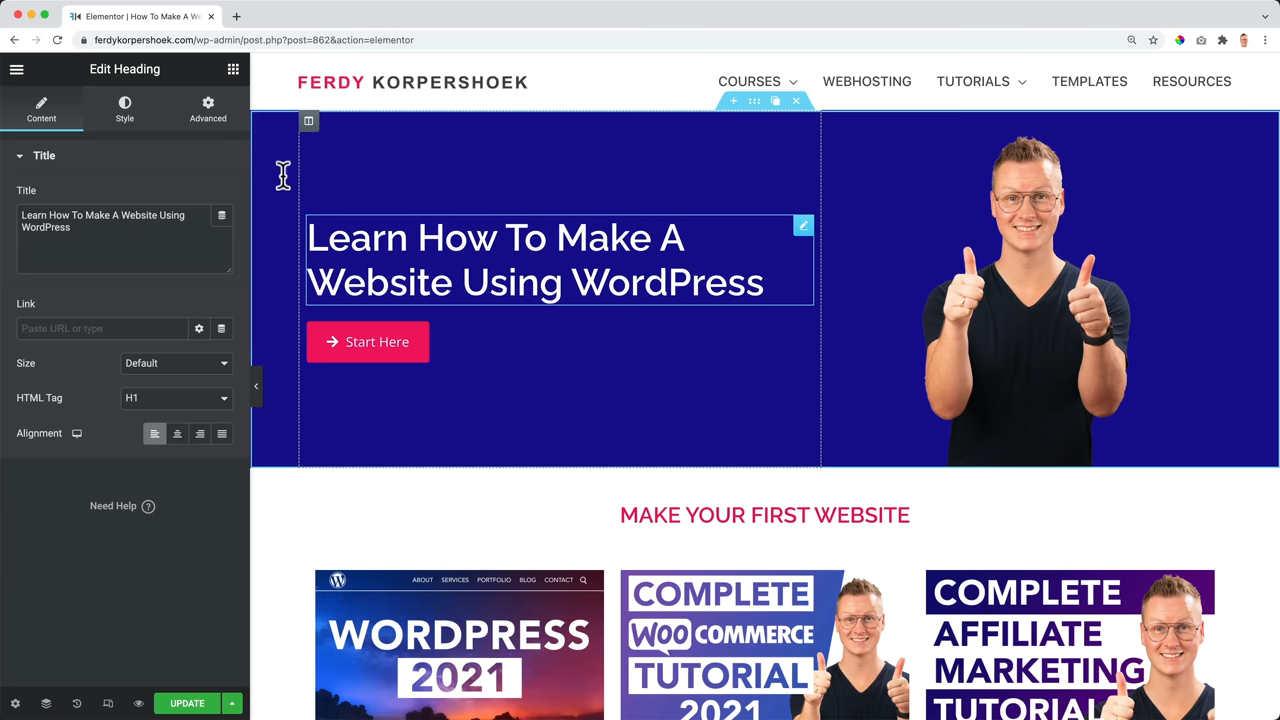 Elementor | How To Make A We
ferdykorpershoek.com/wp-admin/post.php?post=862&action=elementor
Edit Heading
Content
Style
Advanced
Title
Title
Learn How To Make A Website Using
WordPress
Link
Paste URL or type
Size
Default
HTML Tag
H1
Alignment
Need Help
UPDATE
FERDY KORPERSHOEK
COURSES
WEBHOSTING
TUTORIALS
TEMPLATES
RESOURCES
Learn How To Make A
Website Using WordPress
Start Here
MAKE YOUR FIRST WEBSITE
ABOUT SERVICES PORTFOLIO BLOG CONTACT
WORDPRESS
2021
COMPLETE
WOO COMMERCE
TUTORIAL
2021
COMPLETE
AFFILIATE
MARKETING
TUTORIAL